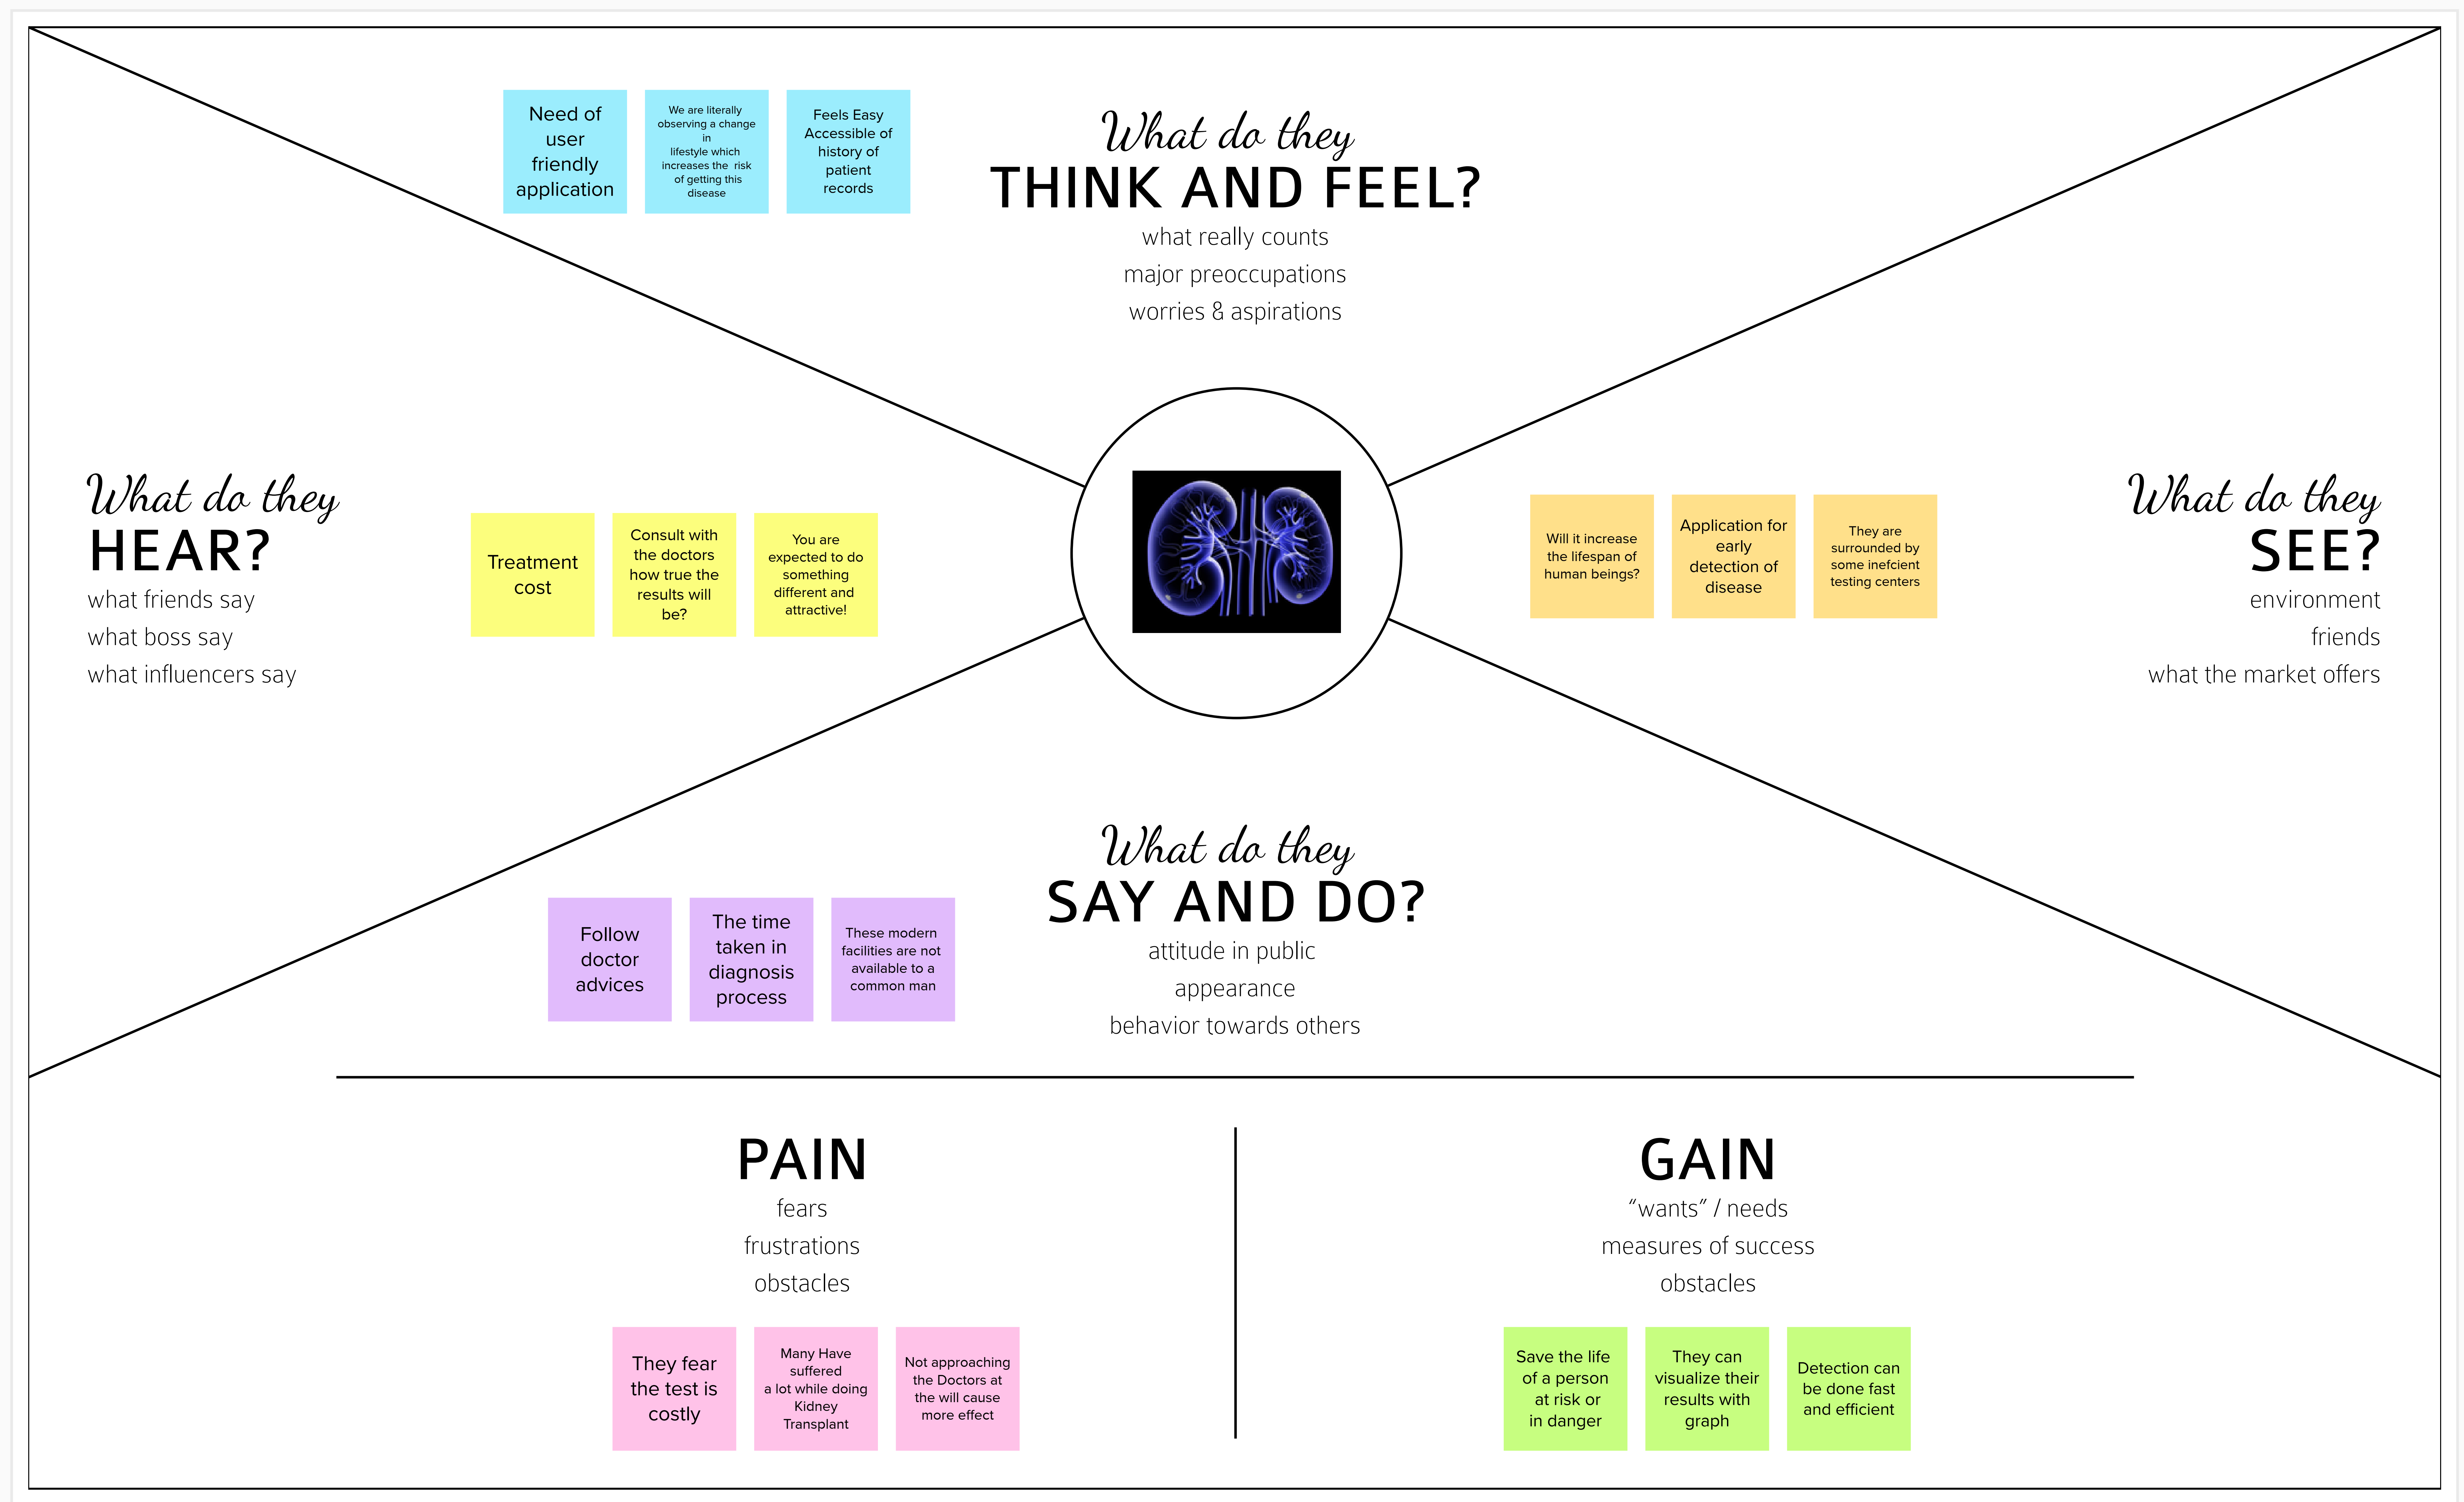 Need of
user
friendly
application
We are literally
observing a change
in
lifestyle which
increases the risk
of getting this
disease
Feels Easy
Accessible of
history of
patient
records
What do they
THINK AND FEEL?
what really counts
major preoccupations
worries & aspirations
What do they
HEAR?
what friends say
what boss say
what influencers say
Treatment
cost
Consult with
the doctors
how true the
results will
be?
You are
expected to do
something
different and
attractive!
Will it increase
the lifespan of
human beings?
Application for
early
detection of
disease
They are
surrounded by
some inefcient
testing centers
What do they
SEE?
environment
friends
what the market offers
What do they
SAY AND DO?
attitude in public
appearance
behavior towards others
Follow
doctor
advices
The time
taken in
diagnosis
process
These modern
facilities are not
available to a
common man
PAIN
fears
frustrations
obstacles
They fear
the test is
costly
Many Have
suffered
a lot while doing
Kidney
Transplant
Not approaching
the Doctors at
the will cause
more effect
GAIN
“wants” / needs
measures of success
obstacles
Save the life
of a person
at risk or
in danger
They can
visualize their
results with
graph
Detection can
be done fast
and efficient